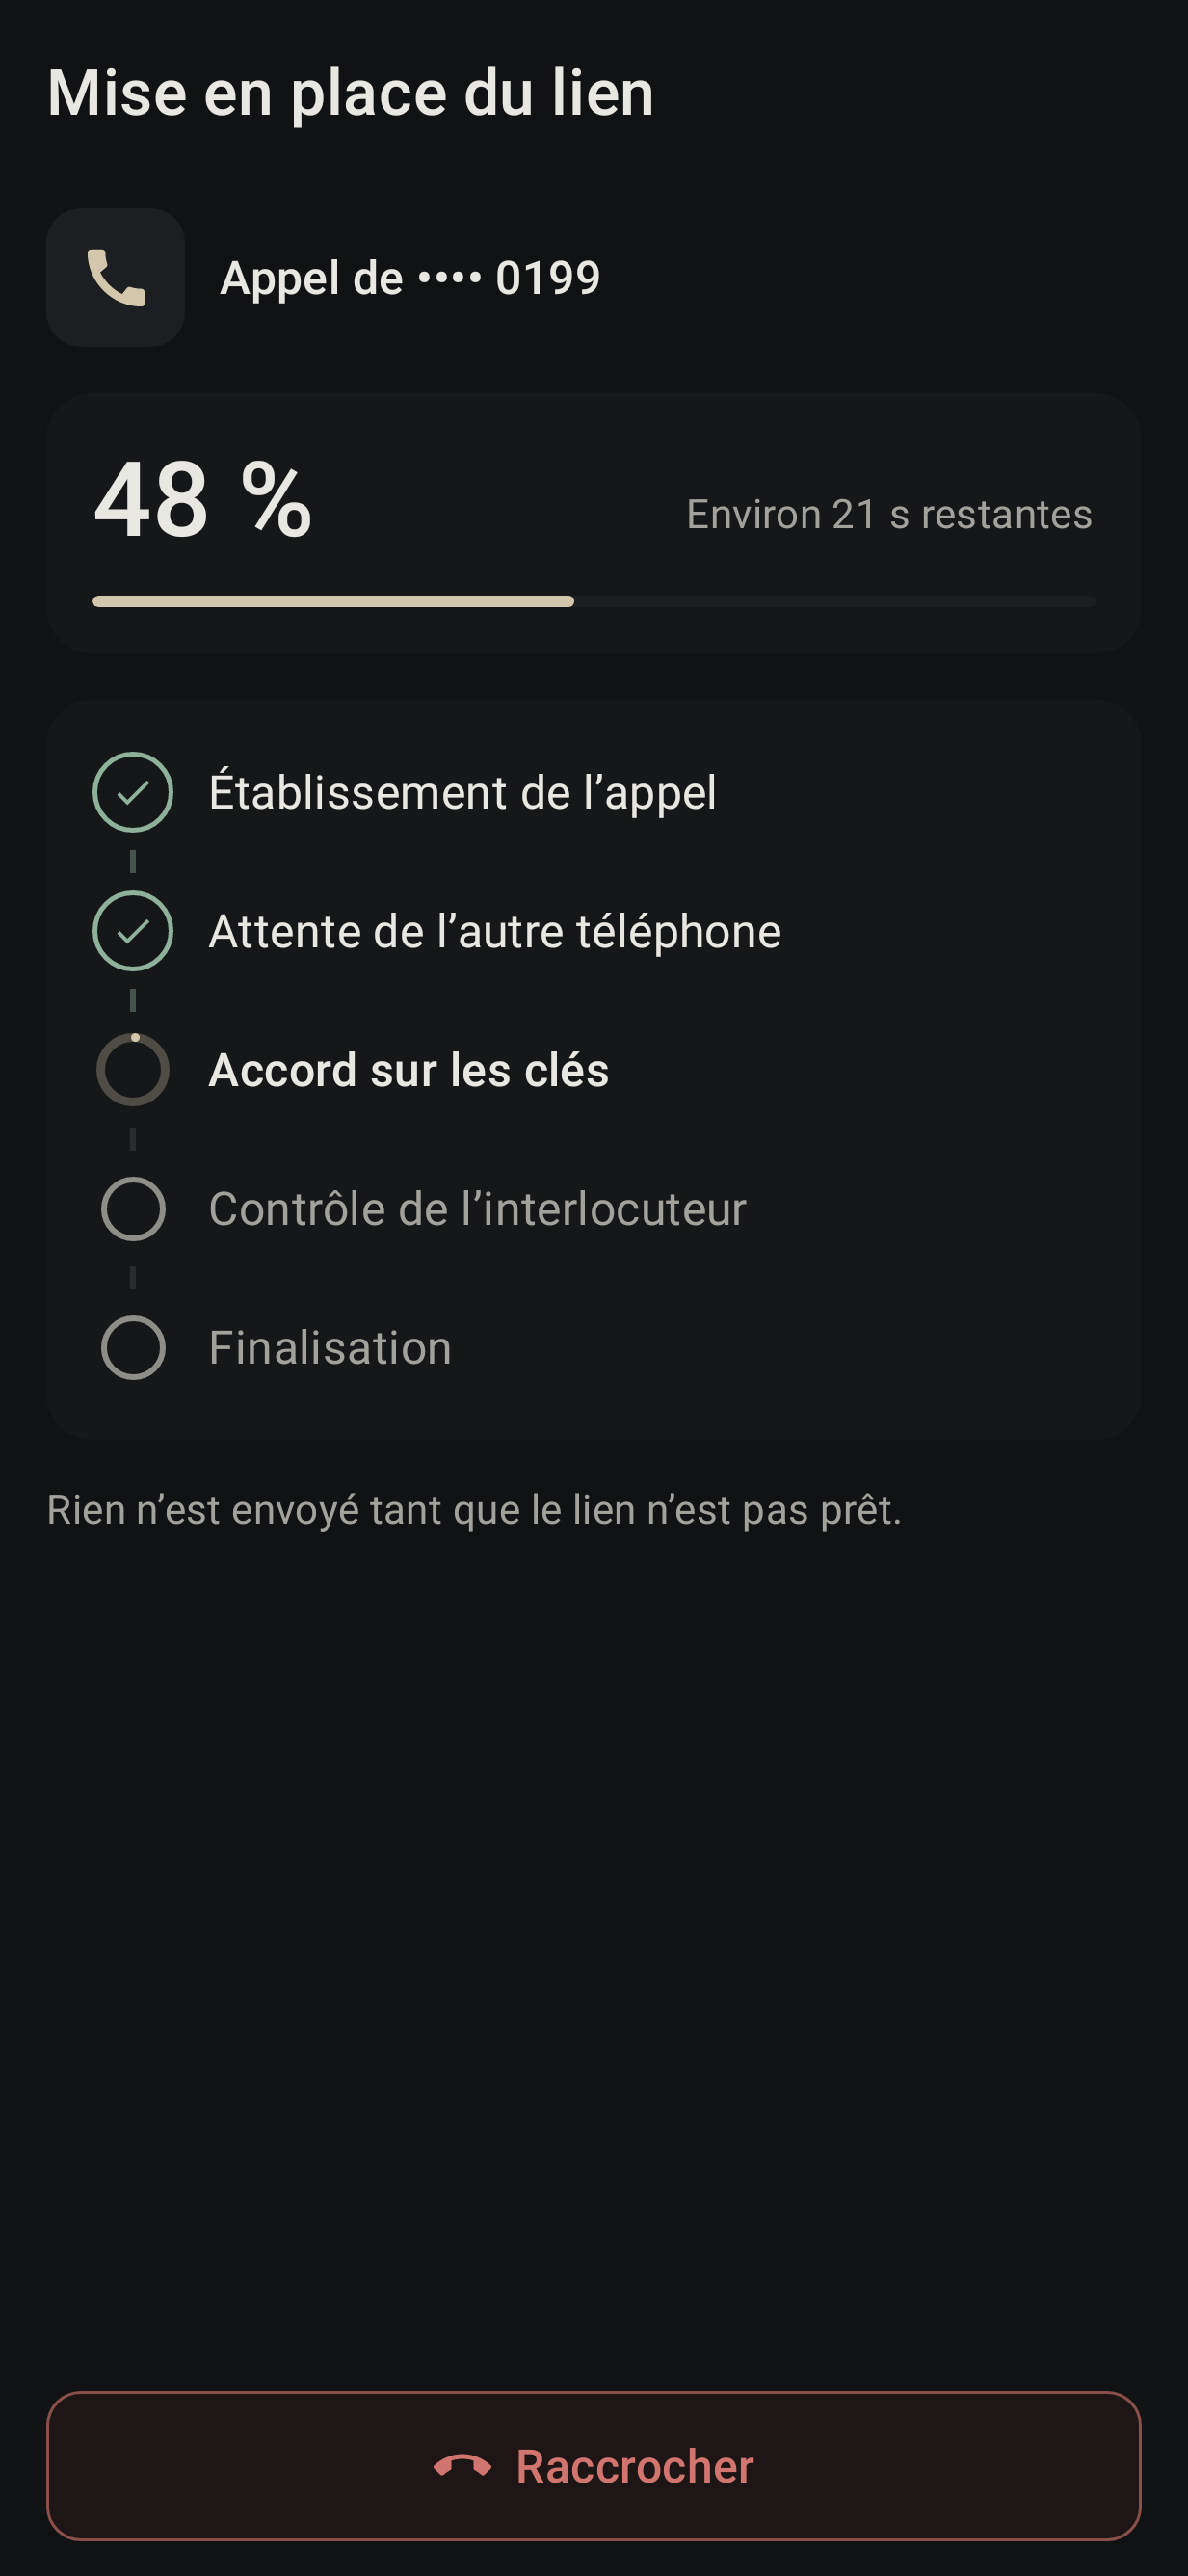 Mise en place du lien
Appel de •••• 0199
48 %
Environ 21 s restantes
Établissement de l’appel
Attente de l’autre téléphone
Accord sur les clés
Contrôle de l’interlocuteur
Finalisation
Rien n’est envoyé tant que le lien n’est pas prêt.
Raccrocher